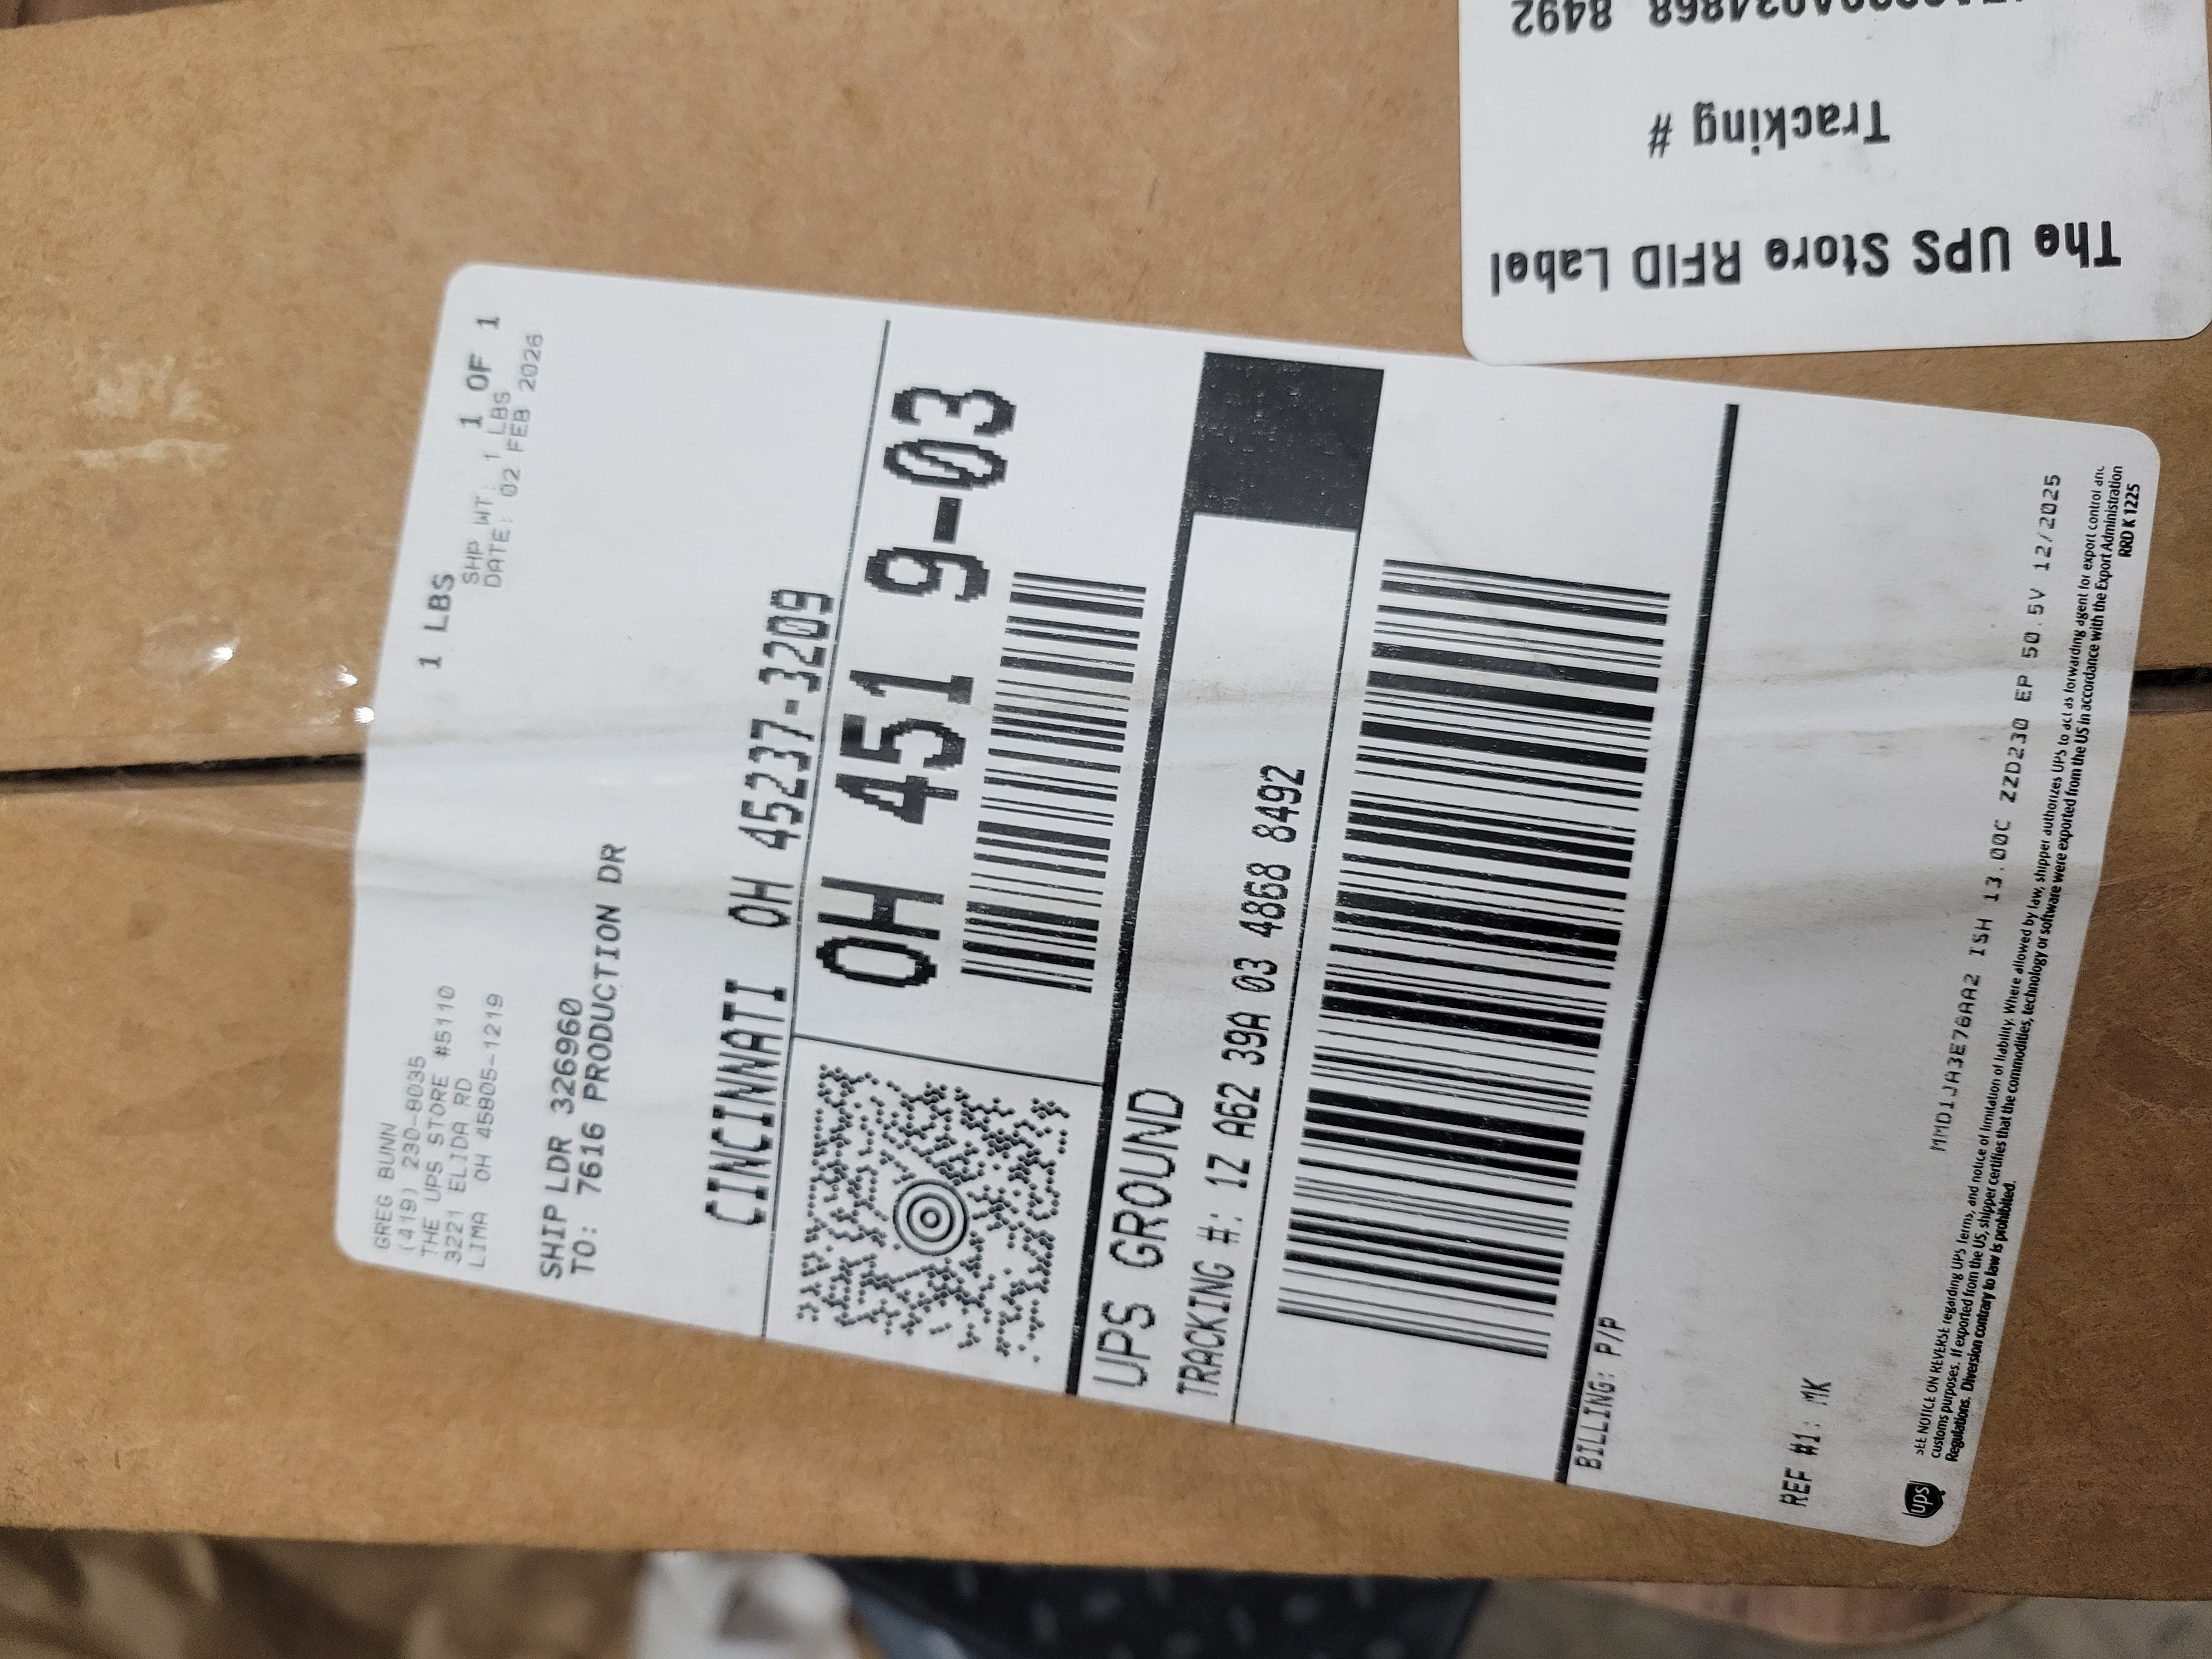 GREG BUNN
(419) 230-8035
THE UPS STORE #5110
3221 ELIDA RD
LIMA OH 45805-1219
1 LBS
1 OF 1
SHP WT: 1 LBS
DATE: 02 FEB 2026
SHIP LDR 326960
TO: 7616 PRODUCTION DR
CINCINNATI OH 45237-3209
OH 451 9-03
UPS GROUND
TRACKING #: 1Z A62 39A 03 4868 8492
BILLING: P/P
REF #1: MK
MMD1JA3E76AA2 ISH 13.00C ZZD230 EP 50.5V 12/2025
ups
SEE NOTICE ON REVERSE regarding UPS Terms, and notice of limitation of liability. Where allowed by law, shipper authorizes UPS to act as forwarding agent for export control and
customs purposes. If exported from the US, shipper certifies that the commodities, technology or software were exported from the US in accordance with the Export Administration
Regulations. Diversion contrary to law is prohibited.
RRD K 1225
The UPS Store RFID Label
Tracking #
8492